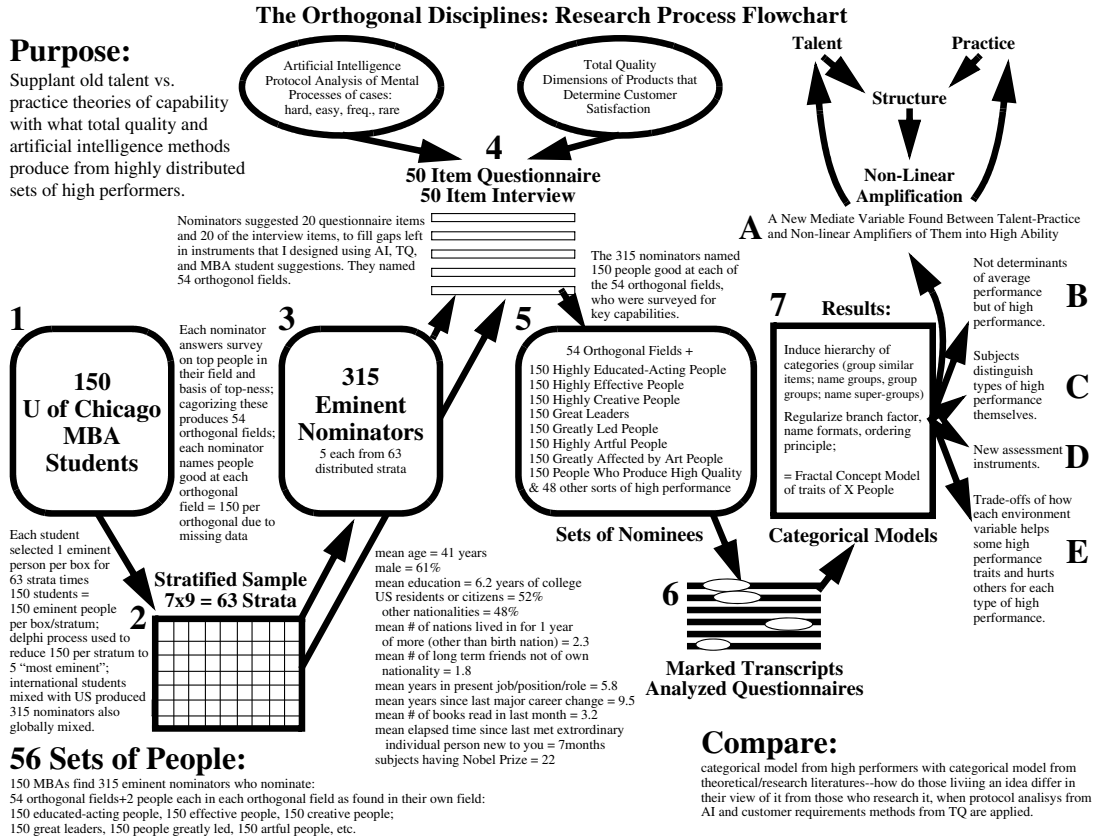 The Orthogonal Disciplines: Research Process Flowchart
Purpose:
Supplant old talent vs.
practice theories of capability
with what total quality and
artificial intelligence methods
produce from highly distributed
sets of high performers.
Artificial Intelligence
Protocol Analysis of Mental
Processes of cases:
hard, easy, freq., rare
Total Quality
Dimensions of Products that
Determine Customer
Satisfaction
Talent
Practice
Structure
Non-Linear
Amplification
A
A New Mediate Variable Found Between Talent-Practice
and Non-linear Amplifiers of Them into High Ability
4
50 Item Questionnaire
50 Item Interview
Nominators suggested 20 questionnaire items
and 20 of the interview items, to fill gaps left
in instruments that I designed using AI, TQ,
and MBA student suggestions. They named
54 orthogonol fields.
The 315 nominators named
150 people good at each of
the 54 orthogonal fields,
who were surveyed for
key capabilities.
1
150
U of Chicago
MBA
Students
Each nominator
answers survey
on top people in
their field and
basis of top-ness;
cagorizing these
produces 54
orthogonal fields;
each nominator
names people
good at each
orthogonal
field = 150 per
orthogonal due to
missing data
3
315
Eminent
Nominators
5 each from 63
distributed strata
5
54 Orthogonal Fields +
150 Highly Educated-Acting People
150 Highly Effective People
150 Highly Creative People
150 Great Leaders
150 Greatly Led People
150 Highly Artful People
150 Greatly Affected by Art People
150 People Who Produce High Quality
& 48 other sorts of high performance
Sets of Nominees
7
Results:
Induce hierarchy of
categories (group similar
items; name groups, group
groups; name super-groups)
Regularize branch factor,
name formats, ordering
principle;
= Fractal Concept Model
of traits of X People
Categorical Models
Not determinants
of average
performance
but of high
performance.
B
Subjects
distinguish
types of high
performance
themselves.
C
New assessment
instruments.
D
Trade-offs of how
each environment
variable helps
some high
performance
traits and hurts
others for each
type of high
performance.
E
Each student
selected 1 eminent
person per box for
63 strata times
150 students =
150 eminent people
per box/stratum;
delphi process used to
reduce 150 per stratum to
5 “most eminent”;
international students
mixed with US produced
315 nominators also
globally mixed.
Stratified Sample
7x9 = 63 Strata
2
mean age = 41 years
male = 61%
mean education = 6.2 years of college
US residents or citizens = 52%
other nationalities = 48%
mean # of nations lived in for 1 year
of more (other than birth nation) = 2.3
mean # of long term friends not of own
nationality = 1.8
mean years in present job/position/role = 5.8
mean years since last major career change = 9.5
mean # of books read in last month = 3.2
mean elapsed time since last met extrordinary
individual person new to you = 7months
subjects having Nobel Prize = 22
6
Marked Transcripts
Analyzed Questionnaires
56 Sets of People:
150 MBAs find 315 eminent nominators who nominate:
54 orthogonal fields+2 people each in each orthogonal field as found in their own field:
150 educated-acting people, 150 effective people, 150 creative people;
150 great leaders, 150 people greatly led, 150 artful people, etc.
Compare:
categorical model from high performers with categorical model from
theoretical/research literatures--how do those liviing an idea differ in
their view of it from those who research it, when protocol analisys from
AI and customer requirements methods from TQ are applied.